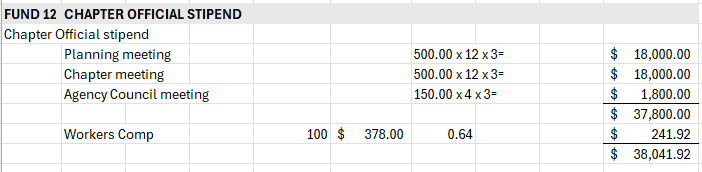 FUND 12 CHAPTER OFFICIAL STIPEND
Chapter Official stipend
Planning meeting 500.00 x 12 x 3= $ 18,000.00
Chapter meeting 500.00 x 12 x 3= $ 18,000.00
Agency Council meeting 150.00 x 4 x 3= $ 1,800.00
$ 37,800.00
Workers Comp 100 $ 378.00 0.64 $ 241.92
$ 38,041.92